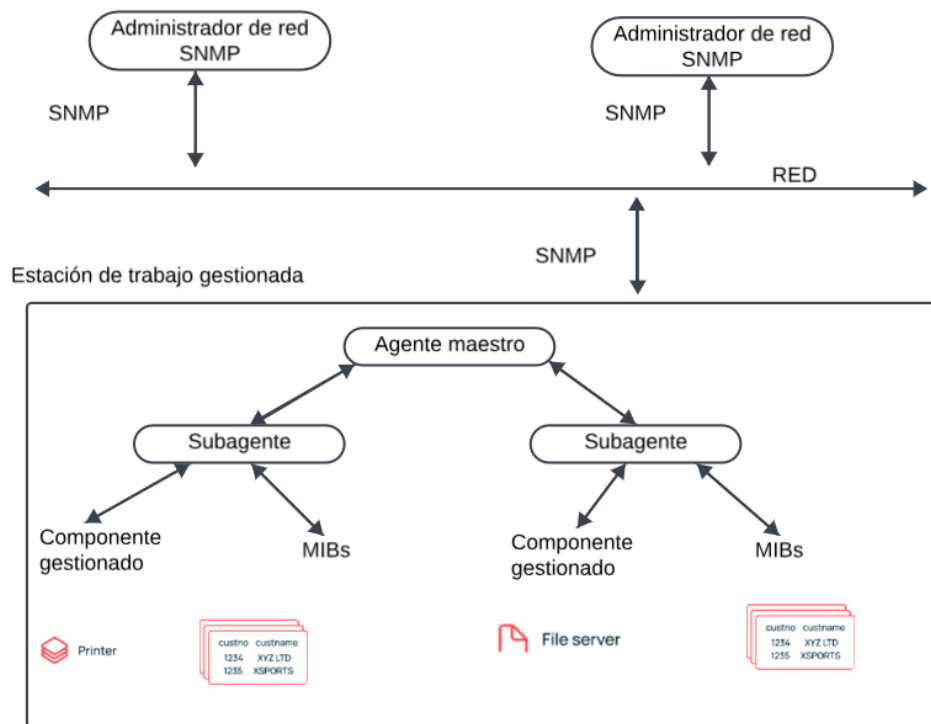 Administrador de red
SNMP
Administrador de red
SNMP
SNMP
SNMP
RED
SNMP
Estación de trabajo gestionada
Agente maestro
Subagente
Subagente
Componente
gestionado
MIBs
Componente
gestionado
MIBs
Printer
custno custname
1234 XYZ LTD
1235 XSPORTS
File server
custno custname
1234 XYZ LTD
1235 XSPORTS